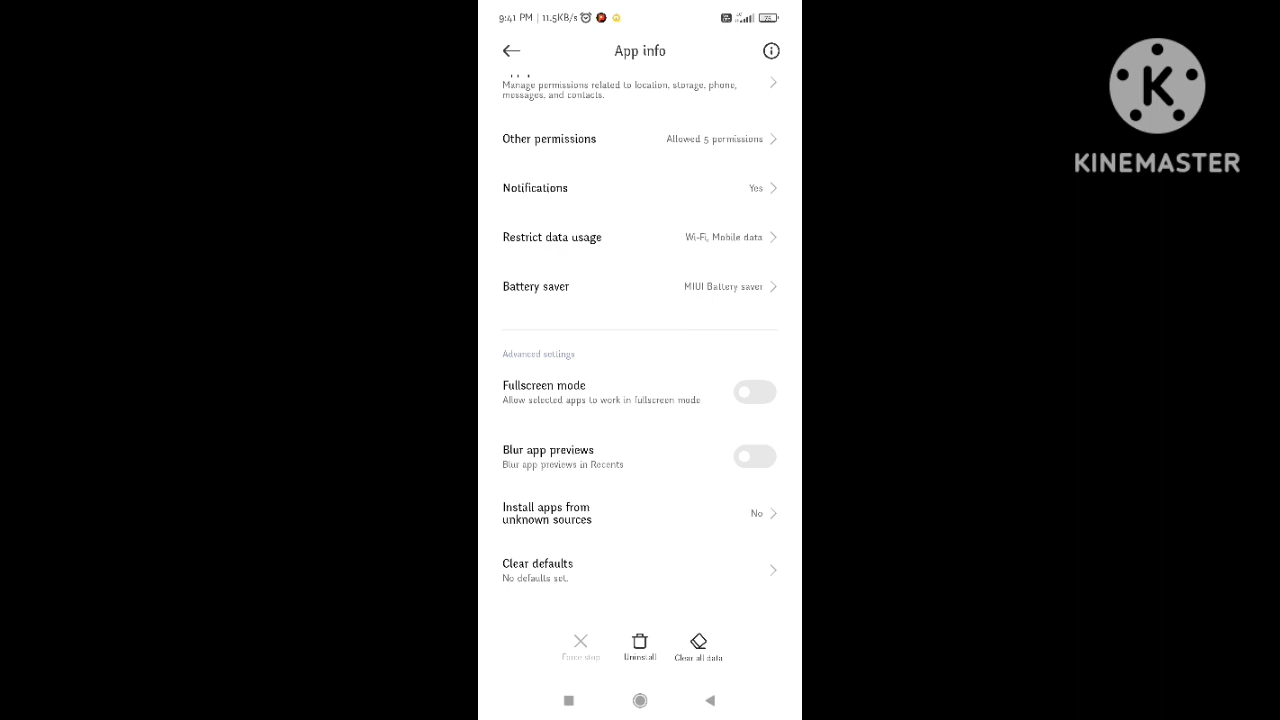 9:41 PM | 11.5KB/s
75
App info
Manage permissions related to location, storage, phone,
messages, and contacts.
Other permissions
Allowed 5 permissions
Notifications
Yes
Restrict data usage
Wi-Fi, Mobile data
Battery saver
MIUI Battery saver
Advanced settings
Fullscreen mode
Allow selected apps to work in fullscreen mode
Blur app previews
Blur app previews in Recents
Install apps from
unknown sources
No
Clear defaults
No defaults set.
Force stop
Uninstall
Clear all data
K
KINEMASTER